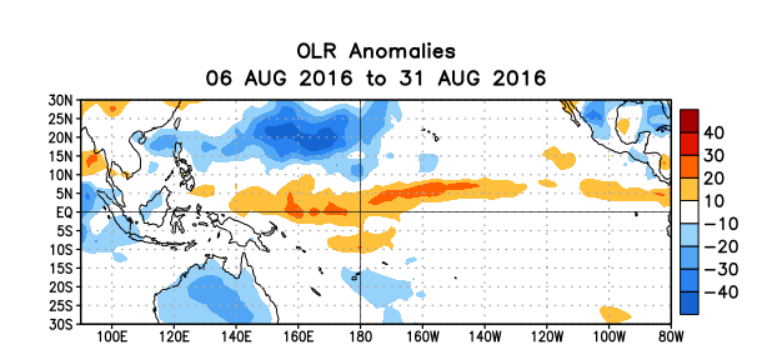 OLR Anomalies
06 AUG 2016 to 31 AUG 2016
30N
25N
20N
15N
10N
5N
EQ
5S
10S
15S
20S
25S
30S
100E 120E 140E 160E 180 160W 140W 120W 100W 80W
40
30
20
10
-10
-20
-30
-40